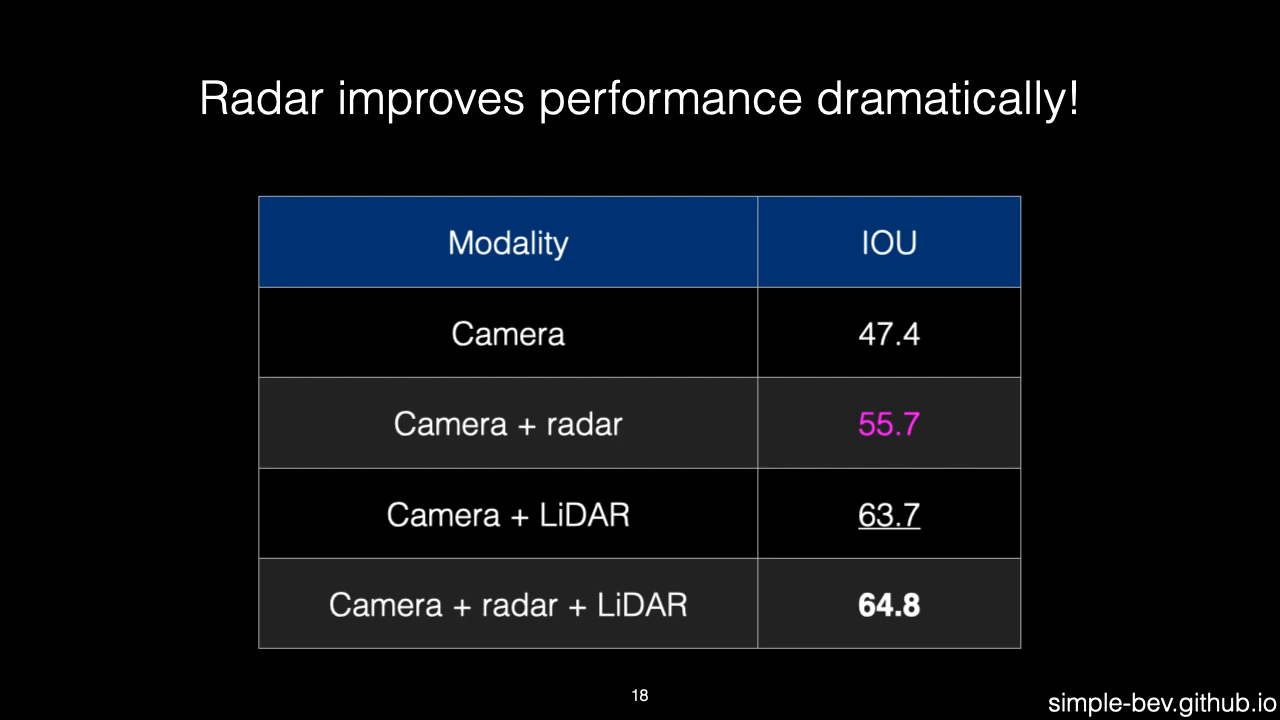 Radar improves performance dramatically!
Modality IOU
Camera 47.4
Camera + radar 55.7
Camera + LiDAR 63.7
Camera + radar + LiDAR 64.8
18
simple-bev.github.io